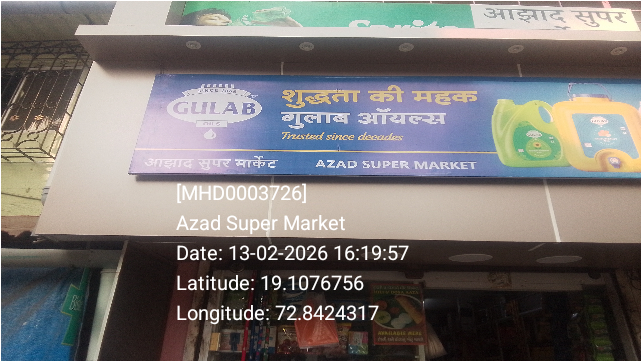 आझाद सुपर
GULAB
शुद्धता की महक
गुलाब ऑयल्स
Trusted since decades
आझाद सुपर मार्केट AZAD SUPER MARKET
[MHD0003726]
Azad Super Market
Date: 13-02-2026 16:19:57
Latitude: 19.1076756
Longitude: 72.8424317